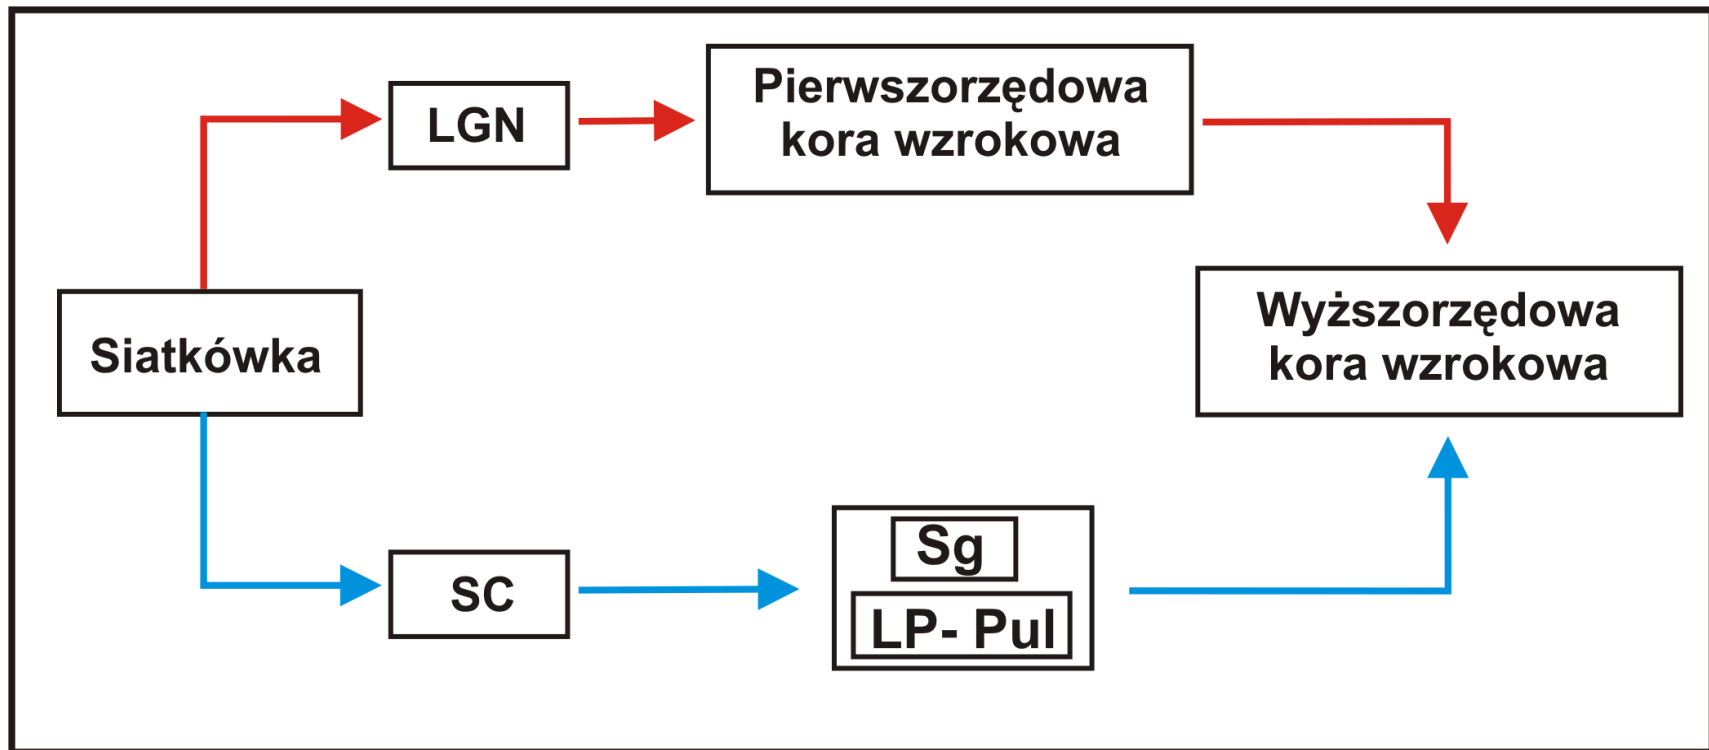 Pierwszorzędowa
kora wzrokowa
LGN
Siatkówka
Wyższorzędowa
kora wzrokowa
SC
Sg
LP- Pul